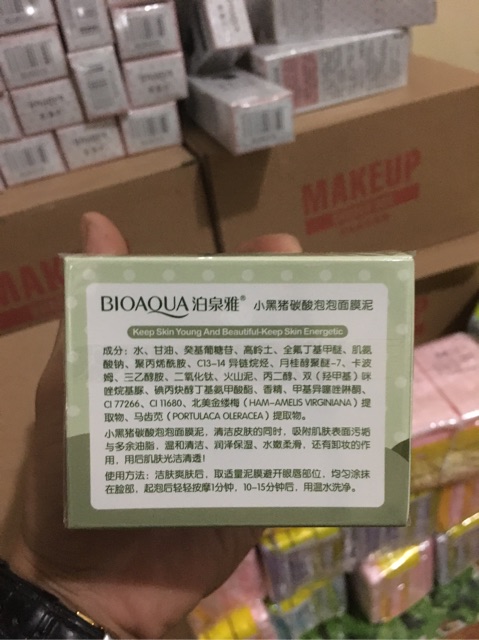 MAKEUP
BIOAQUA 泊泉雅® 小黑猪碳酸泡泡面膜泥
Keep Skin Young And Beautiful-Keep Skin Energetic
成分：水、甘油、癸基葡糖苷、高岭土、全氟丁基甲醚、肌氨
酸钠、聚丙烯酰胺、C13-14 异链烷烃、月桂醇聚醚-7、卡波
姆、三乙醇胺、二氧化钛、火山泥、丙二醇、双（羟甲基）咪
唑烷基脲、碘丙炔醇丁基氨甲酸酯、香精、甲基异噻唑啉酮、
CI 77266、CI 11680、北美金缕梅（HAM-AMELIS VIRGINIANA）提
取物、马齿苋（PORTULACA OLERACEA）提取物。
小黑猪碳酸泡泡面膜泥，清洁皮肤的同时，吸附肌肤表面污垢
与多余油脂，温和清洁、润泽保湿、水嫩柔滑，还有卸妆的作
用，用后肌肤光洁清透！
使用方法：洁肤爽肤后，取适量泥膜避开眼唇部位，均匀涂抹
在脸部，起泡后轻轻按摩1分钟，10-15分钟后，用温水洗净。